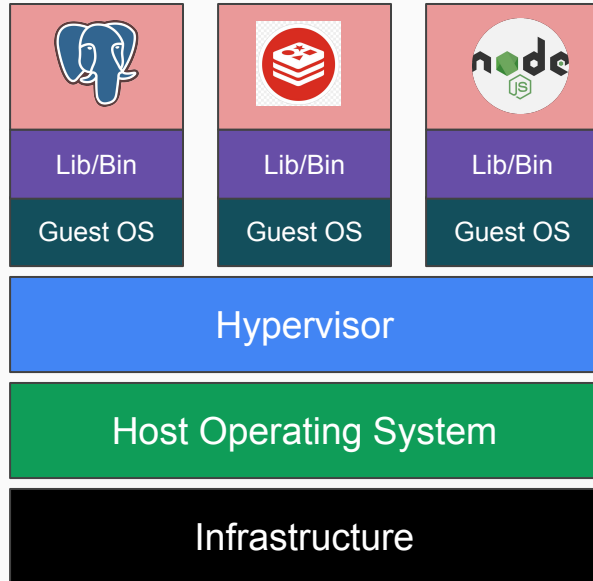 node
JS
Lib/Bin
Lib/Bin
Lib/Bin
Guest OS
Guest OS
Guest OS
Hypervisor
Host Operating System
Infrastructure